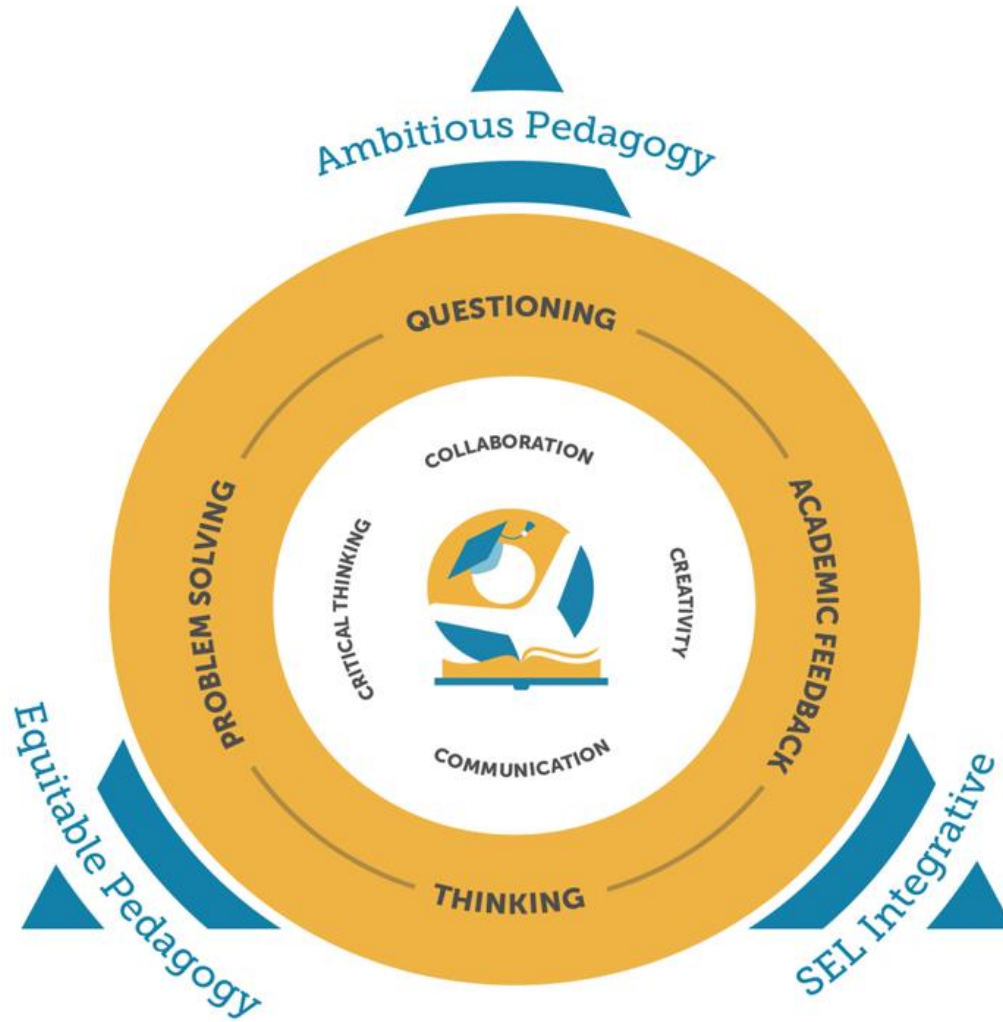 Ambitious Pedagogy
QUESTIONING
COLLABORATION
PROBLEM SOLVING
CRITICAL THINKING
CREATIVITY
ACADEMIC FEEDBACK
COMMUNICATION
THINKING
Equitable Pedagogy
SEL Integrative